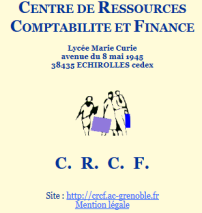 CENTRE DE RESSOURCES
COMPTABILITE ET FINANCE
Lycée Marie Curie
avenue du 8 mai 1945
38435 ECHIROLLES cedex
C. R. C. F.
Site : http://crcf.ac-grenoble.fr
Mention légale